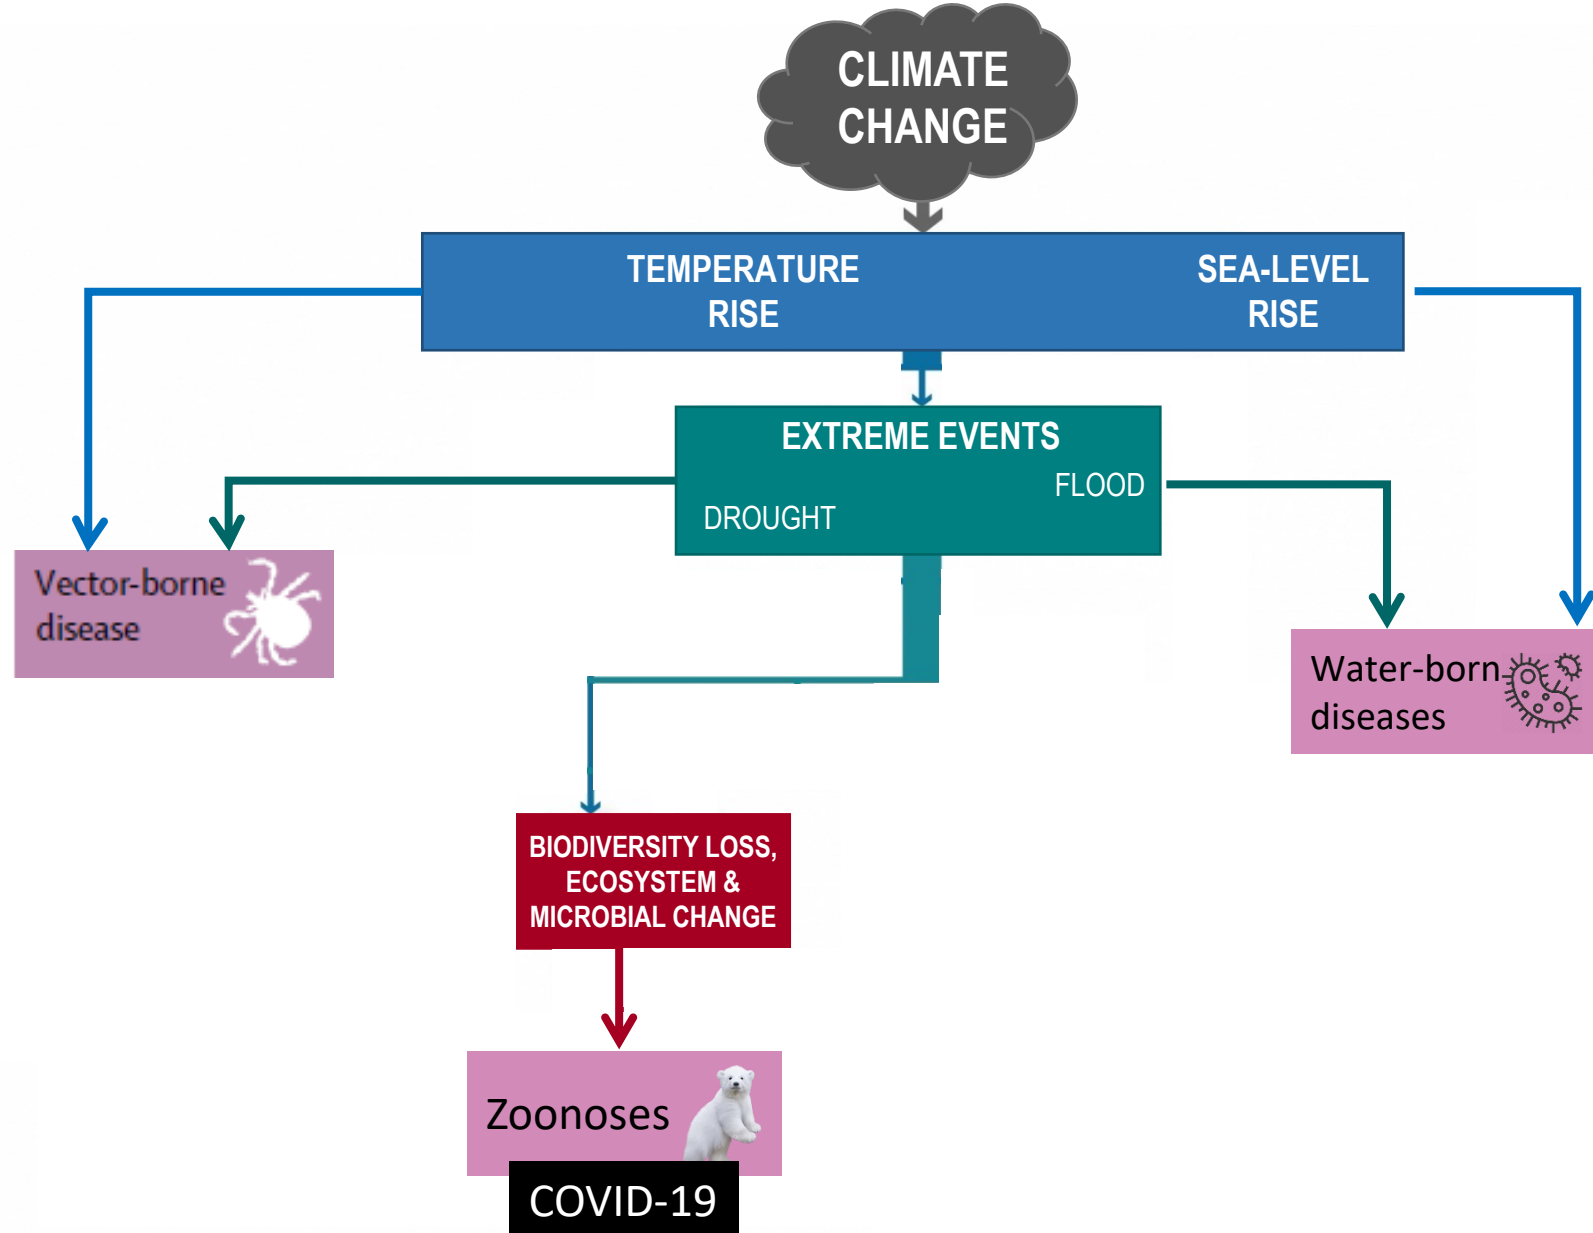 CLIMATE
CHANGE
TEMPERATURE
RISE
SEA-LEVEL
RISE
EXTREME EVENTS
FLOOD
DROUGHT
Vector-borne
disease
Water-born
diseases
BIODIVERSITY LOSS,
ECOSYSTEM &
MICROBIAL CHANGE
Zoonoses
COVID-19